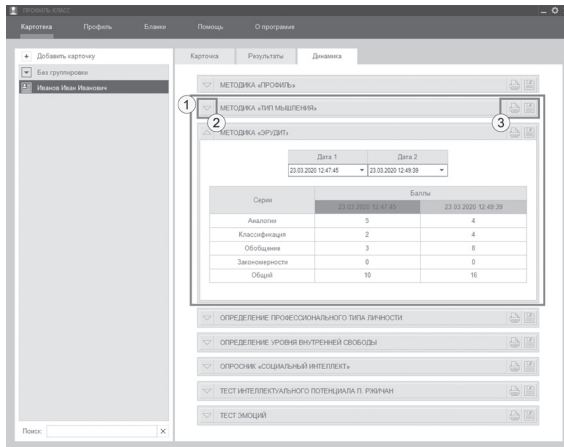 ПРОФИЛЬ КЛАСС
Картотека Профиль Бланки Помощь О программе
+ Добавить карточку
Без группировки
Иванов Иван Иванович
Поиск:
Карточка Результаты Динамика
МЕТОДИКА «ПРОФИЛЬ»
1
МЕТОДИКА «ТИП МЫШЛЕНИЯ»
2
3
МЕТОДИКА «ЭРУДИТ»
Дата 1 Дата 2
23.03.2020 12:47:45 23.03.2020 12:49:39
Серии Баллы
23.03.2020 12:47:45 23.03.2020 12:49:39
Аналогии 5 4
Классификация 2 4
Обобщение 3 8
Закономерности 0 0
Общий 10 16
ОПРЕДЕЛЕНИЕ ПРОФЕССИОНАЛЬНОГО ТИПА ЛИЧНОСТИ
ОПРЕДЕЛЕНИЕ УРОВНЯ ВНУТРЕННЕЙ СВОБОДЫ
ОПРОСНИК «СОЦИАЛЬНЫЙ ИНТЕЛЛЕКТ»
ТЕСТ ИНТЕЛЛЕКТУАЛЬНОГО ПОТЕНЦИАЛА П. РЖИЧАН
ТЕСТ ЭМОЦИЙ